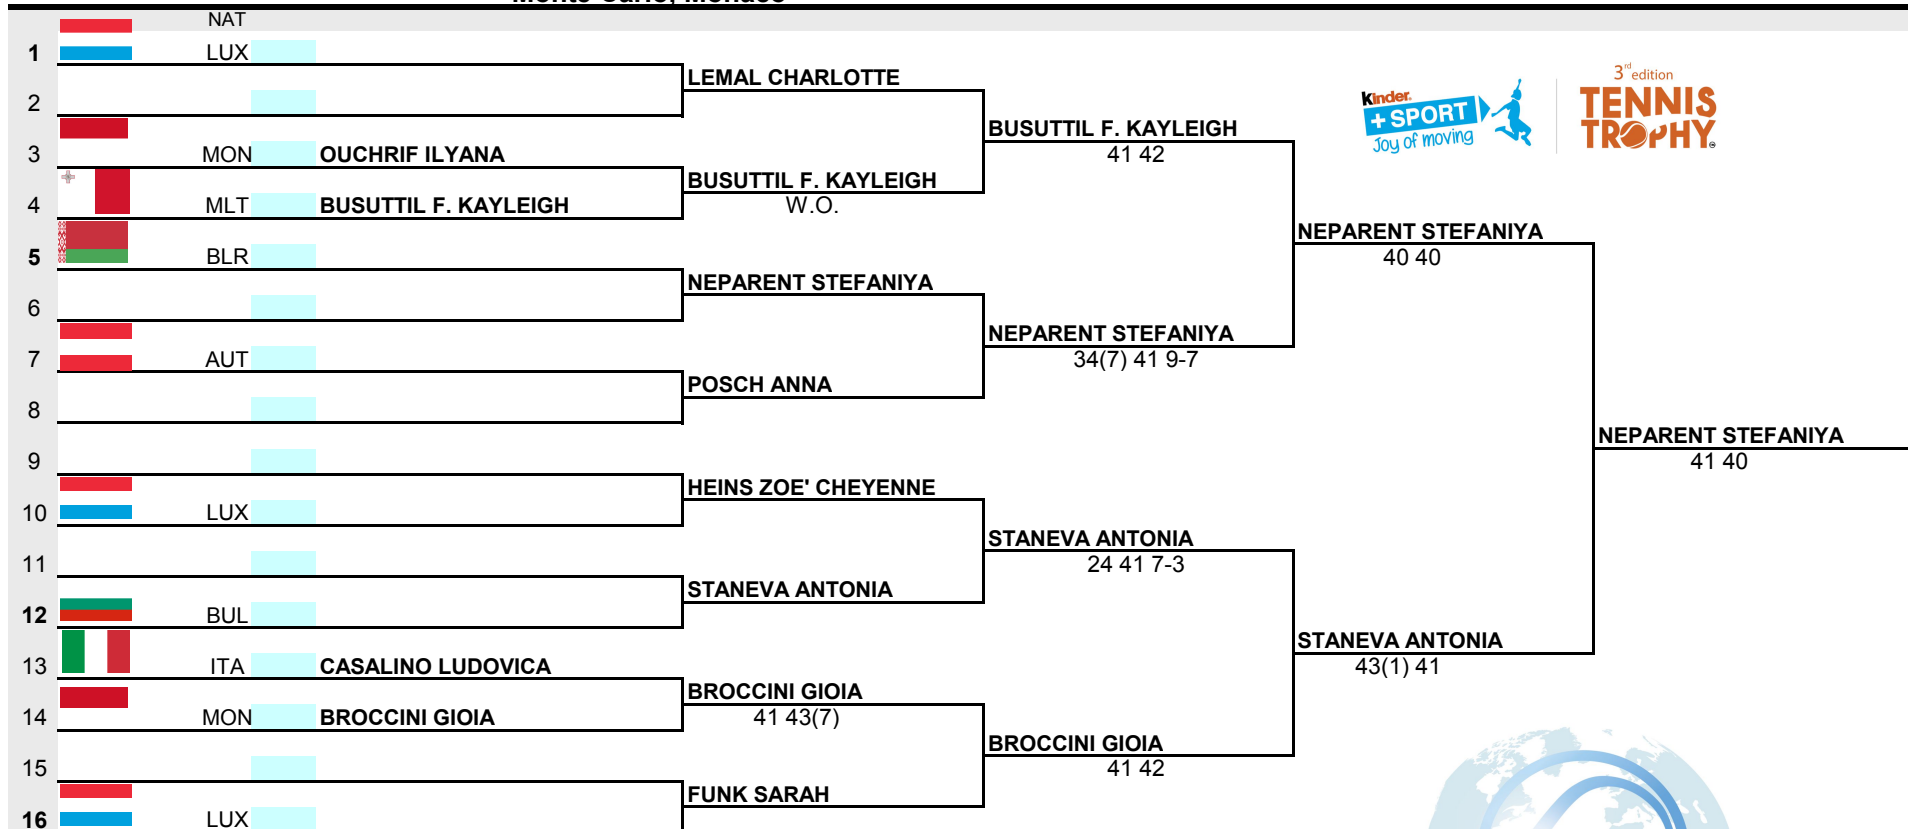 NAT
1 LUX
LEMAL CHARLOTTE
2
BUSUTTIL F. KAYLEIGH
3 MON OUCHRIF ILYANA
41 42
BUSUTTIL F. KAYLEIGH
4 MLT BUSUTTIL F. KAYLEIGH
W.O.
NEPARENT STEFANIYA
5 BLR
40 40
NEPARENT STEFANIYA
6
NEPARENT STEFANIYA
7 AUT
34(7) 41 9-7
POSCH ANNA
8
NEPARENT STEFANIYA
9
41 40
HEINS ZOE' CHEYENNE
10 LUX
STANEVA ANTONIA
11
24 41 7-3
STANEVA ANTONIA
12 BUL
STANEVA ANTONIA
13 ITA CASALINO LUDOVICA
43(1) 41
BROCCINI GIOIA
14 MON BROCCINI GIOIA
41 43(7)
BROCCINI GIOIA
15
41 42
FUNK SARAH
16 LUX
Kinder.
+ SPORT
Joy of moving
3rd edition
TENNIS
TROPHY